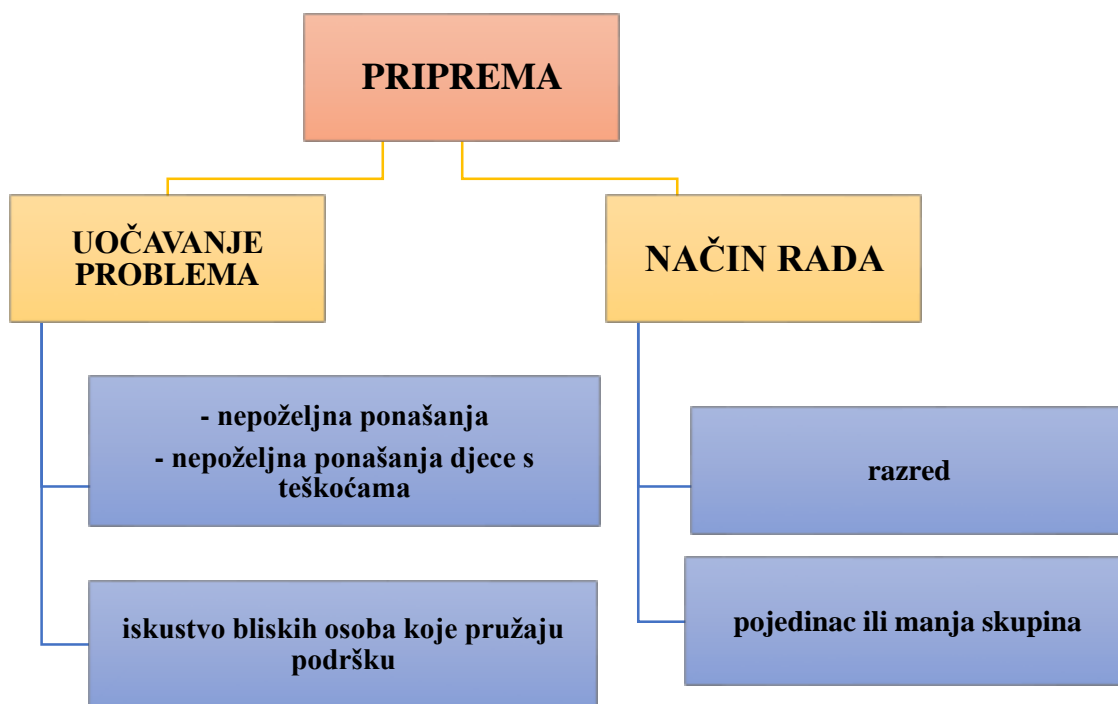 PRIPREMA
UOČAVANJE
PROBLEMA
- nepoželjna ponašanja
- nepoželjna ponašanja djece s
teškoćama
iskustvo bliskih osoba koje pružaju
podršku
NAČIN RADA
razred
pojedinac ili manja skupina